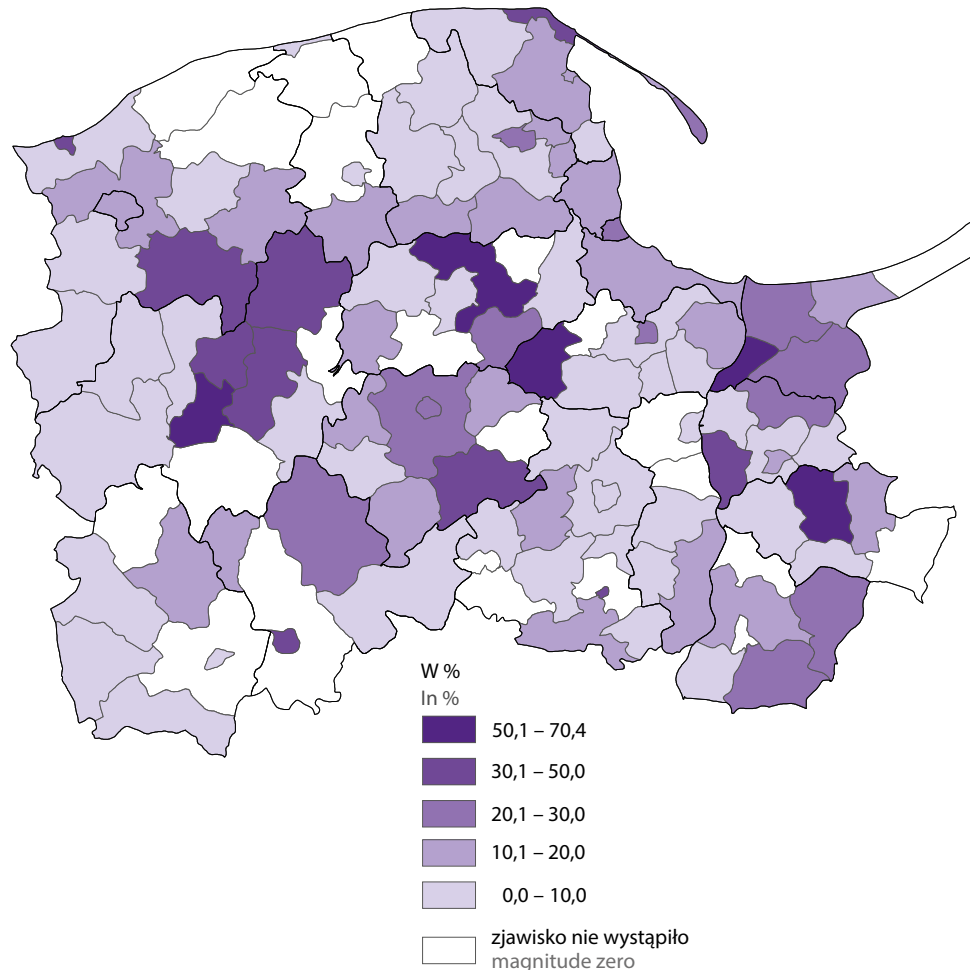 W %
In %
50,1 – 70,4
30,1 – 50,0
20,1 – 30,0
10,1 – 20,0
0,0 – 10,0
zjawisko nie wystąpiło
magnitude zero